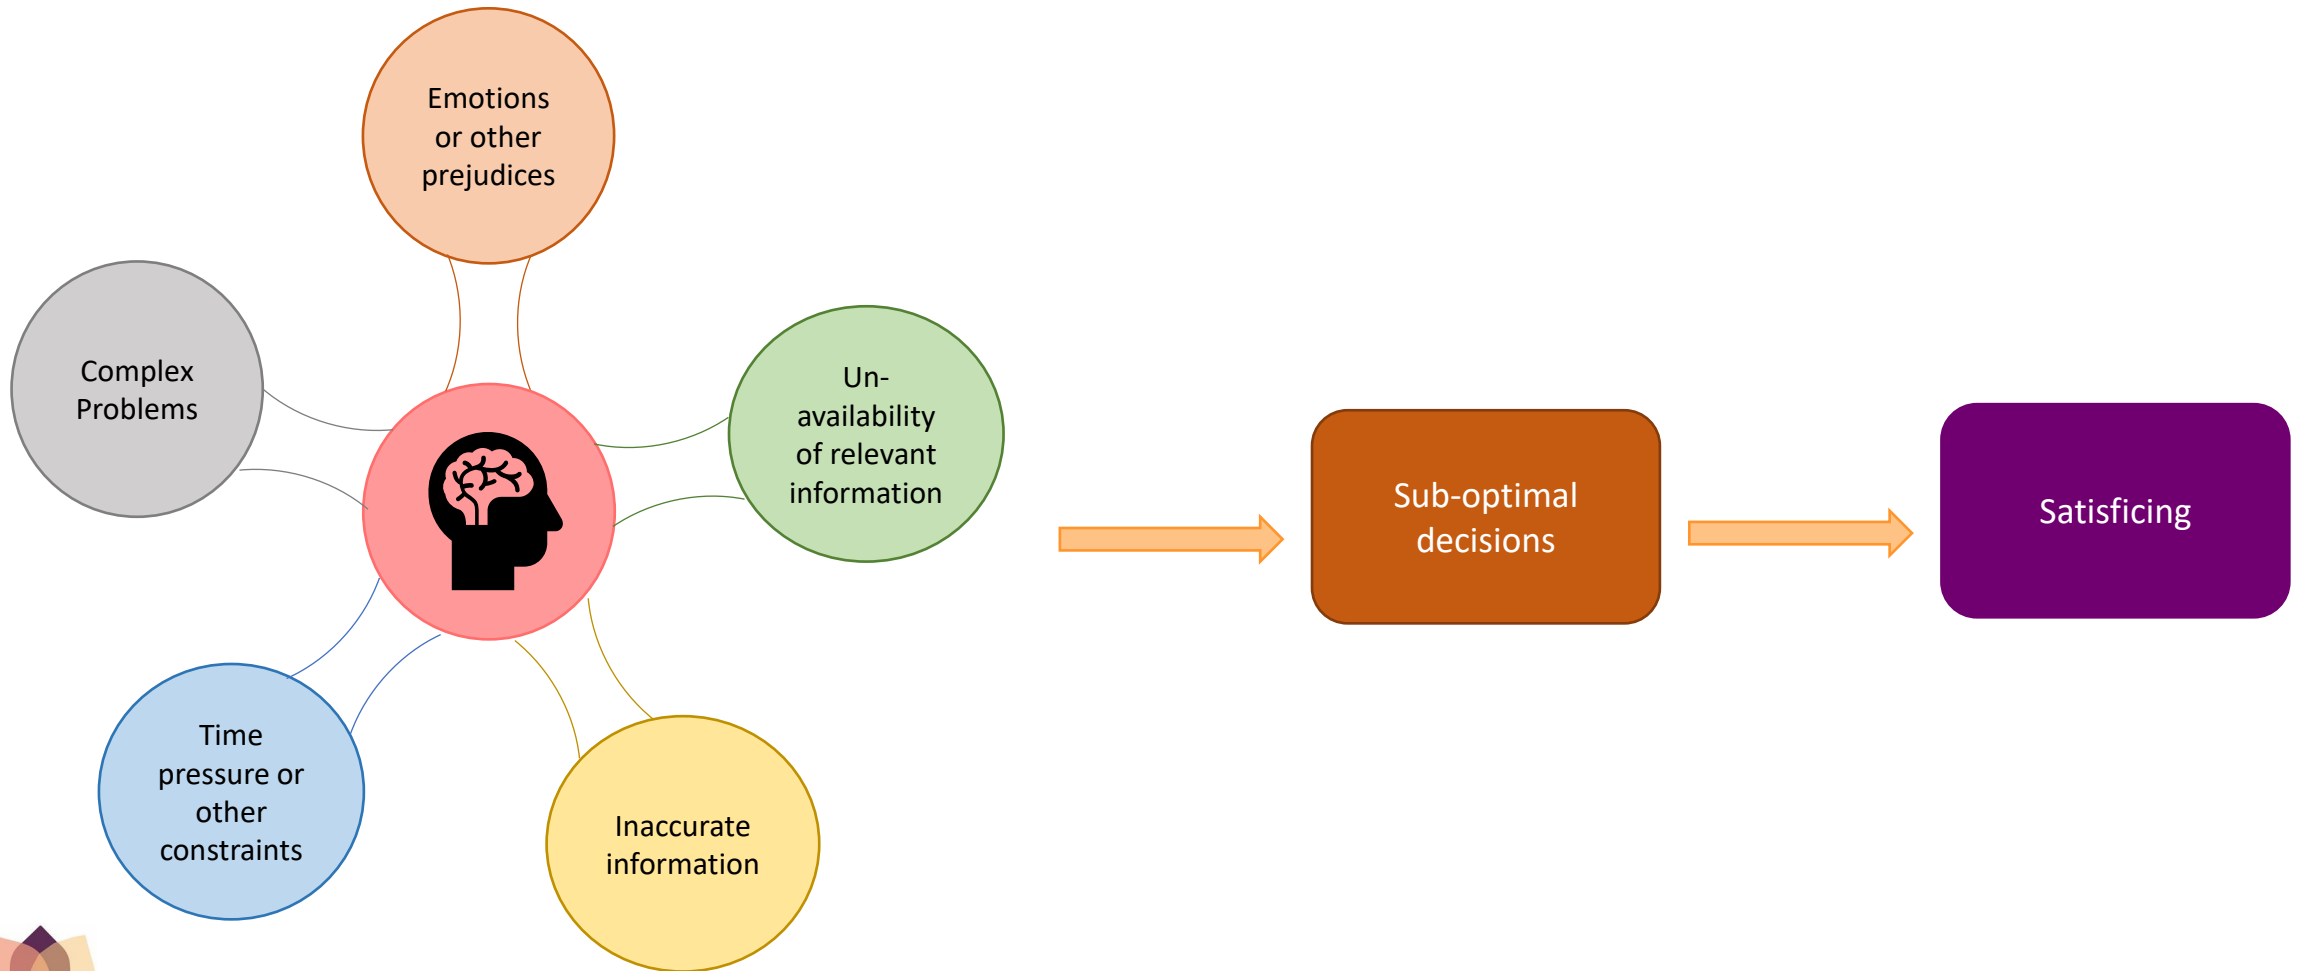 Emotions
or other
prejudices
Complex
Problems
Un-
availability
of relevant
information
Time
pressure or
other
constraints
Inaccurate
information
Sub-optimal
decisions
Satisficing